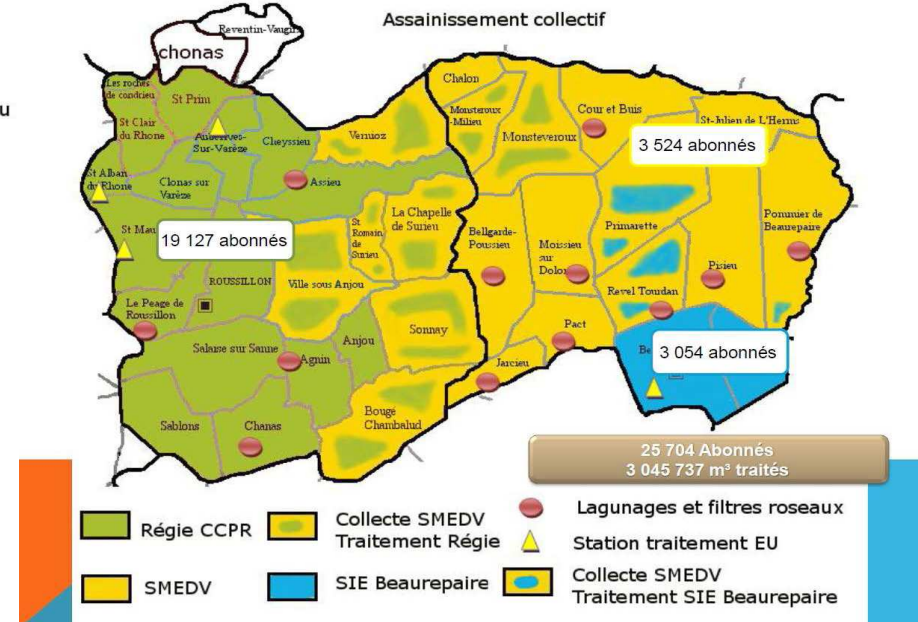 Assainissement collectif
u
Reventin-Vaugris
chonas
Les roches
de condrieu
St Prim
Chalon
St Clair
du Rhone
Monsteroux
-Milieu
Cour et Buis
St-Julien de L'Herms
Vernioz
Monsteveroux
Auberives-
Sur-Varèze
Cheyssieu
3 524 abonnés
St Alban
du Rhone
Clonas sur
Varèze
Assieu
La Chapelle
de Surieu
St
Romain
de
Surieu
Primarette
Pommier de
Beaurepaire
St Mau
19 127 abonnés
Bellgarde-
Poussieu
Moissieu
sur
Dolon
Pisieu
ROUSSILLON
Ville sous Anjou
Revel Tourdan
Le Peage de
Roussillon
Sonnay
Pact
Anjou
Salaise sur Sanne
Agnin
Jarcieu
Be
3 054 abonnés
Bougé
Chambalud
Sablons
Chanas
25 704 Abonnés
3 045 737 m³ traités
Régie CCPR
Collecte SMEDV
Traitement Régie
Lagunages et filtres roseaux
Station traitement EU
SMEDV
SIE Beaurepaire
Collecte SMEDV
Traitement SIE Beaurepaire